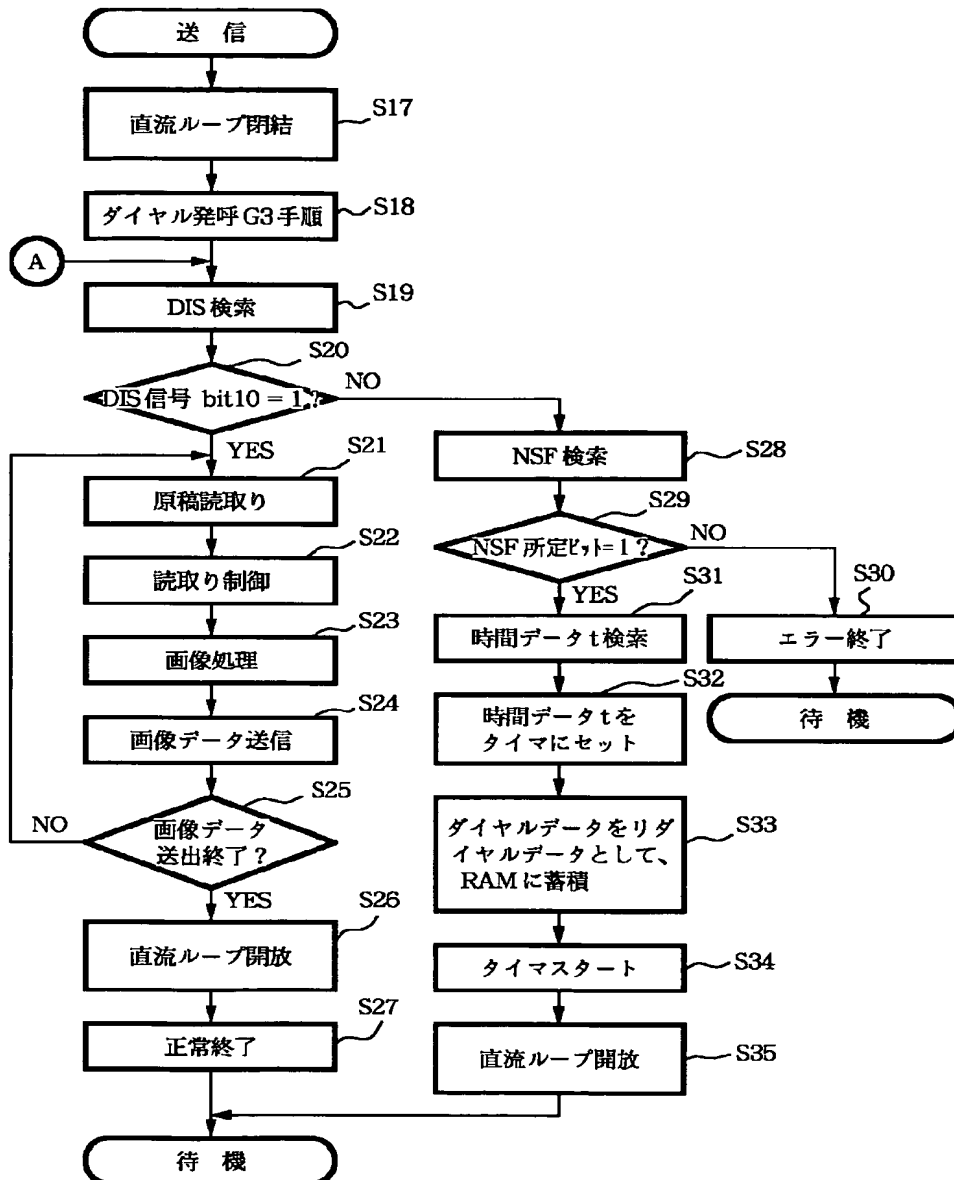 送 信
直流ループ閉結
S17
ダイヤル発呼G3手順
S18
A
DIS検索
S19
S20
DIS信号 bit10 = 1?
NO
YES
S21
原稿読取り
S22
読取り制御
S23
画像処理
S24
画像データ送信
S25
画像データ
送出終了?
NO
YES
S26
直流ループ開放
S27
正常終了
待 機
NSF検索
S28
S29
NSF所定ビット=1?
NO
YES
S30
エラー終了
待 機
S31
時間データt検索
S32
時間データtを
タイマにセット
ダイヤルデータをリダ
イヤルデータとして、
RAMに蓄積
S33
タイマスタート
S34
直流ループ開放
S35